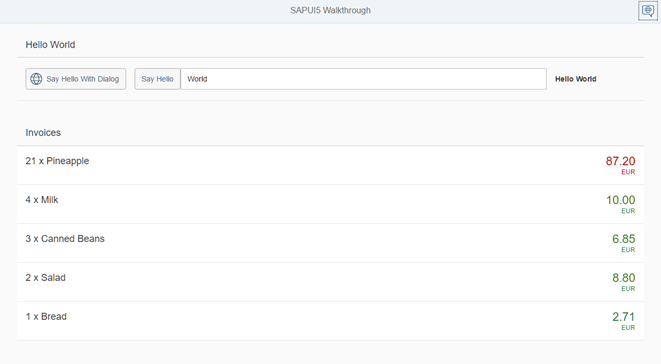 SAPUI5 Walkthrough
Hello World
Say Hello With Dialog Say Hello World Hello World
Invoices
21 x Pineapple 87.20
EUR
4 x Milk 10.00
EUR
3 x Canned Beans 6.85
EUR
2 x Salad 8.80
EUR
1 x Bread 2.71
EUR